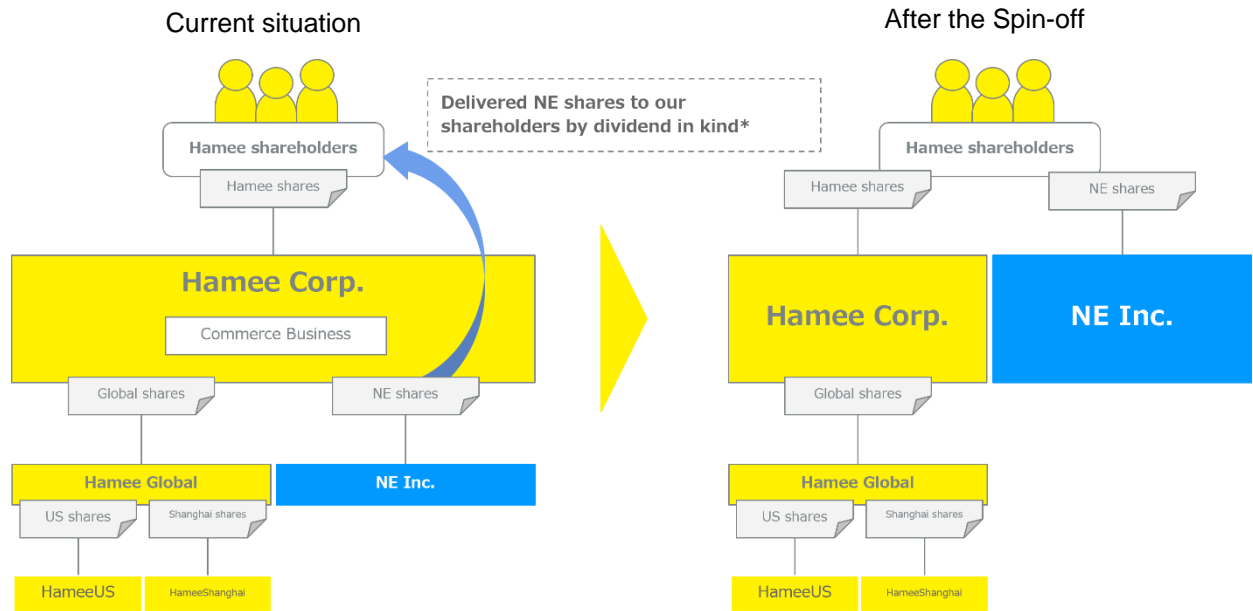 Current situation
After the Spin-off
Delivered NE shares to our
shareholders by dividend in kind*
Hamee shareholders
Hamee shares
Hamee Corp.
Commerce Business
Global shares
NE shares
Hamee Global
NE Inc.
US shares
Shanghai shares
HameeUS
HameeShanghai
Hamee shareholders
Hamee shares
NE shares
Hamee Corp.
NE Inc.
Global shares
Hamee Global
US shares
Shanghai shares
HameeUS
HameeShanghai